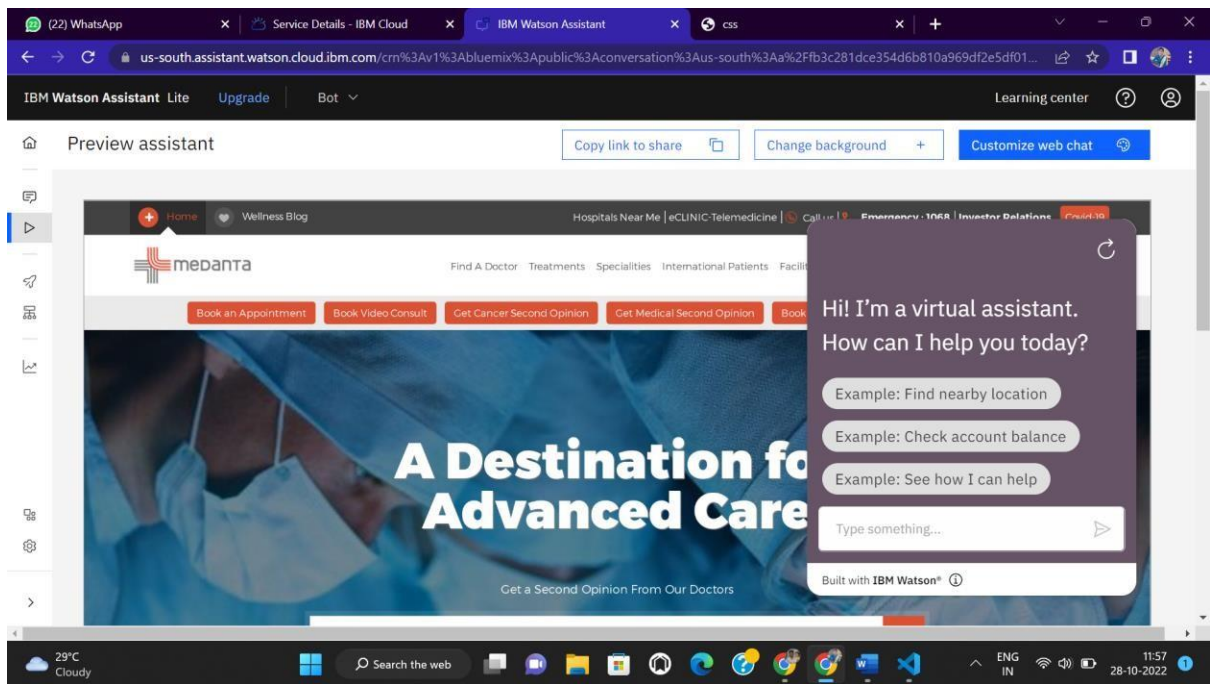 (22) WhatsApp
Service Details - IBM Cloud
IBM Watson Assistant
css
us-south.assistant.watson.cloud.ibm.com/crn%3Av1%3Abluemix%3Apublic%3Aconversation%3Aus-south%3Aa%2Ffb3c281dce354d6b810a969df2e5df01...
IBM Watson Assistant Lite Upgrade Bot Learning center
Preview assistant
Copy link to share
Change background +
Customize web chat
Home
Wellness Blog
Hospitals Near Me | eCLINIC-Telemedicine | Call us | Emergency : 1068 | Investor Relations Covid-19
medanta
Find A Doctor Treatments Specialities International Patients
Book an Appointment
Book Video Consult
Get Cancer Second Opinion
Get Medical Second Opinion
Book
Hi! I'm a virtual assistant.
How can I help you today?
Example: Find nearby location
Example: Check account balance
Example: See how I can help
Type something...
Built with IBM Watson®
A Destination
Advanced Care
Get a Second Opinion From Our Doctors
29°C
Cloudy
Search the web
ENG
IN
11:57
28-10-2022
1